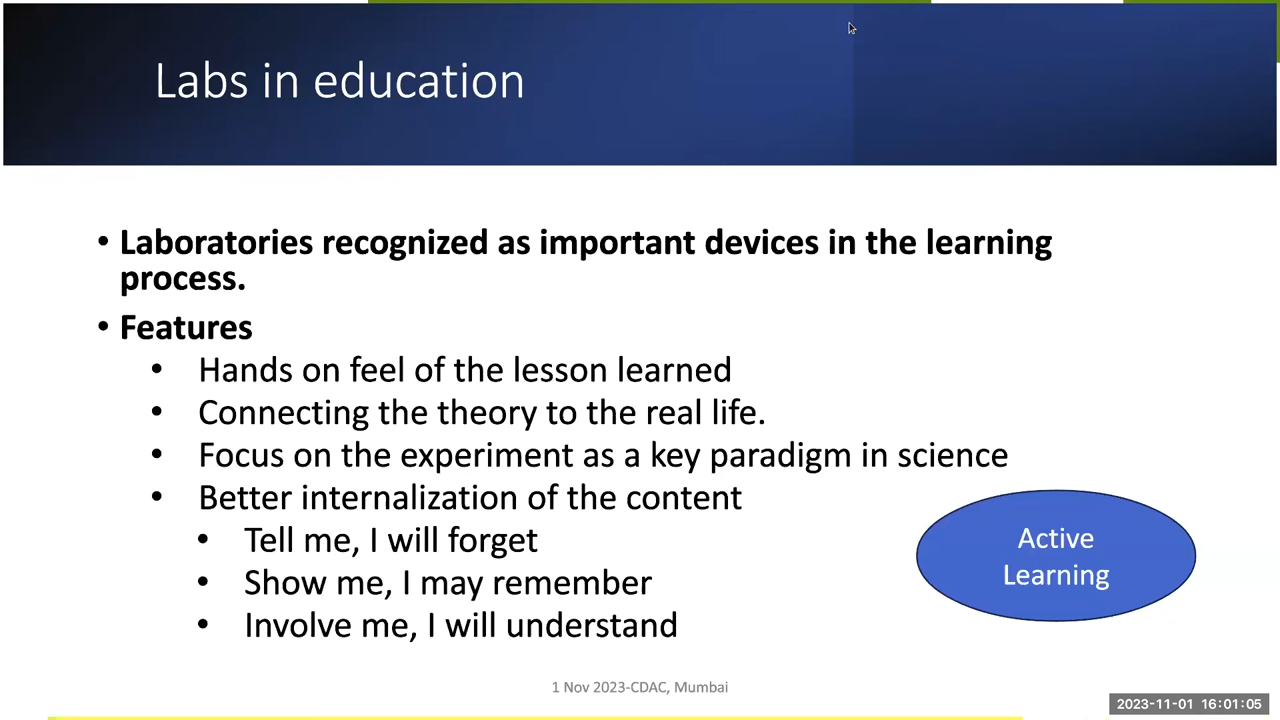 Labs in education
• Laboratories recognized as important devices in the learning
process.
• Features
• Hands on feel of the lesson learned
• Connecting the theory to the real life.
• Focus on the experiment as a key paradigm in science
• Better internalization of the content
• Tell me, I will forget
• Show me, I may remember
• Involve me, I will understand
Active
Learning
1 Nov 2023-CDAC, Mumbai
2023-11-01 16:01:05